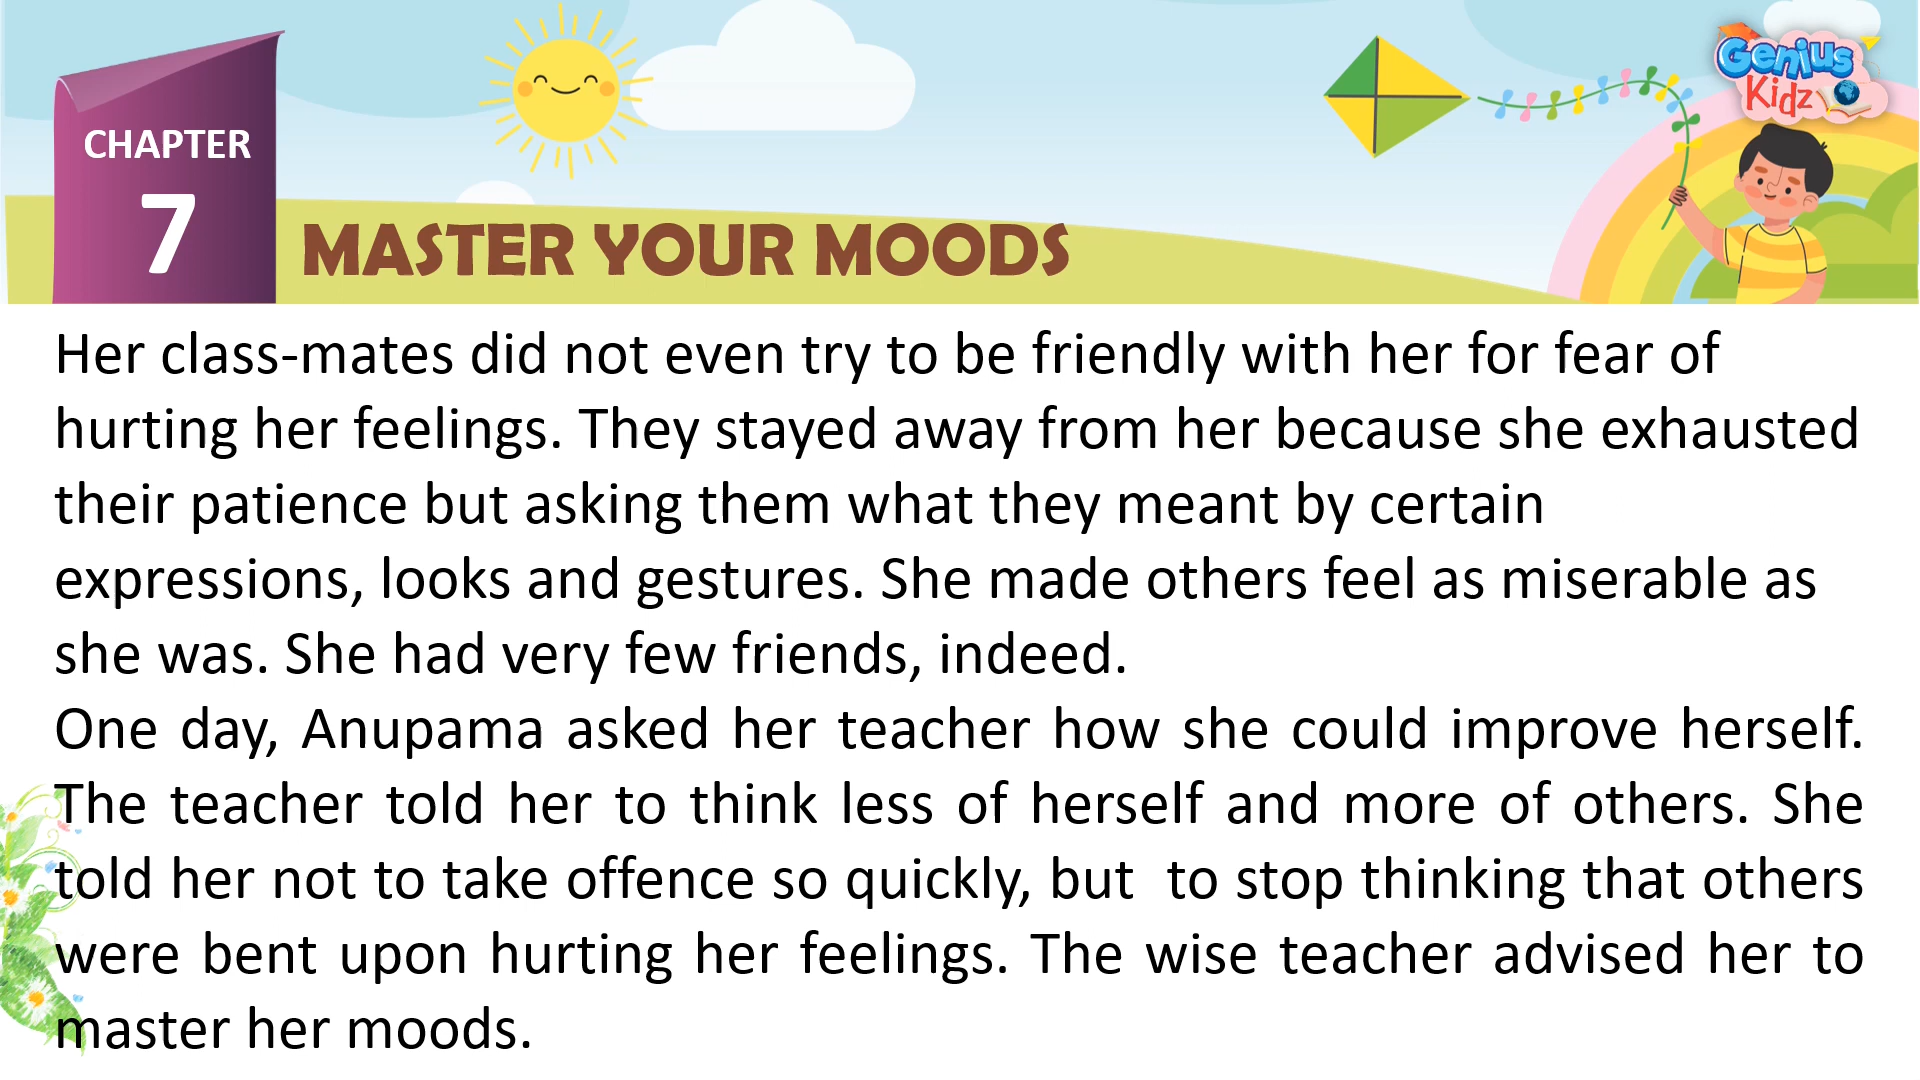 CHAPTER
7
MASTER YOUR MOODS
Genius
Kidz
Her class-mates did not even try to be friendly with her for fear of
hurting her feelings. They stayed away from her because she exhausted
their patience but asking them what they meant by certain
expressions, looks and gestures. She made others feel as miserable as
she was. She had very few friends, indeed.
One day, Anupama asked her teacher how she could improve herself.
The teacher told her to think less of herself and more of others. She
told her not to take offence so quickly, but  to stop thinking that others
were bent upon hurting her feelings. The wise teacher advised her to
master her moods.